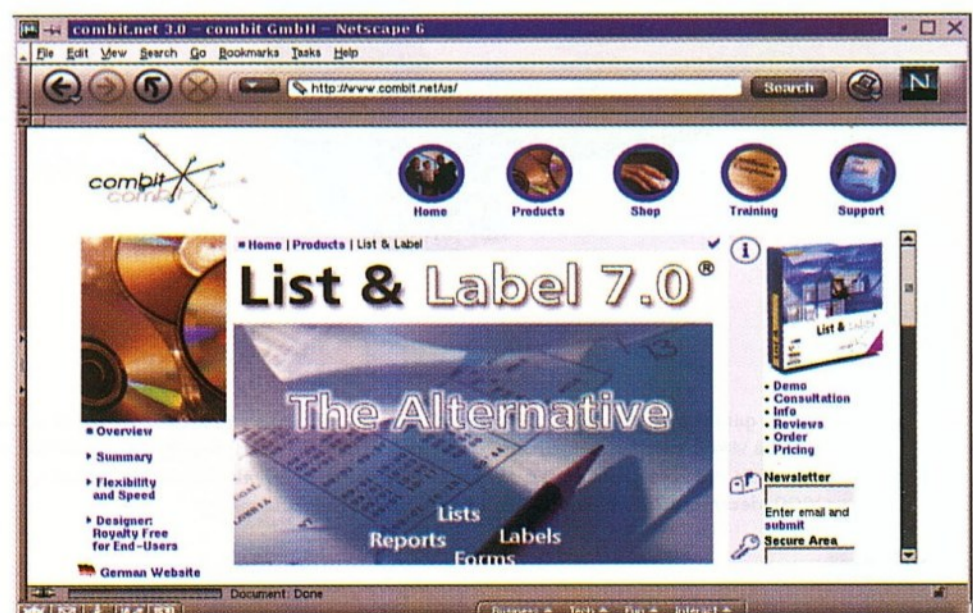 combit.net 3.0 – combit GmbH – Netscape 6
File Edit View Search Go Bookmarks Tasks Help
http://www.combit.net/us/
Search
N
combit
combit
Home
Products
Shop
Training
Support
Home | Products | List & Label
List & Label 7.0®
The Alternative
Lists
Reports
Labels
Forms
Overview
Summary
Flexibility
and Speed
Designer:
Royalty Free
for End-Users
German Website
i
List & Label
Demo
Consultation
Info
Reviews
Order
Pricing
Newsletter
Enter email and
submit
Secure Area
Document: Done
Business Tech Fun Interact